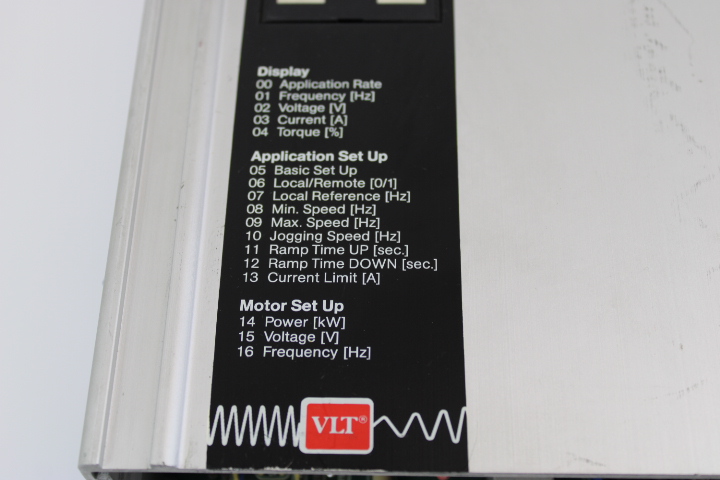 Display
00 Application Rate
01 Frequency [Hz]
02 Voltage [V]
03 Current [A]
04 Torque [%]
Application Set Up
05 Basic Set Up
06 Local/Remote [0/1]
07 Local Reference [Hz]
08 Min. Speed [Hz]
09 Max. Speed [Hz]
10 Jogging Speed [Hz]
11 Ramp Time UP [sec.]
12 Ramp Time DOWN [sec.]
13 Current Limit [A]
Motor Set Up
14 Power [kW]
15 Voltage [V]
16 Frequency [Hz]
VLT®